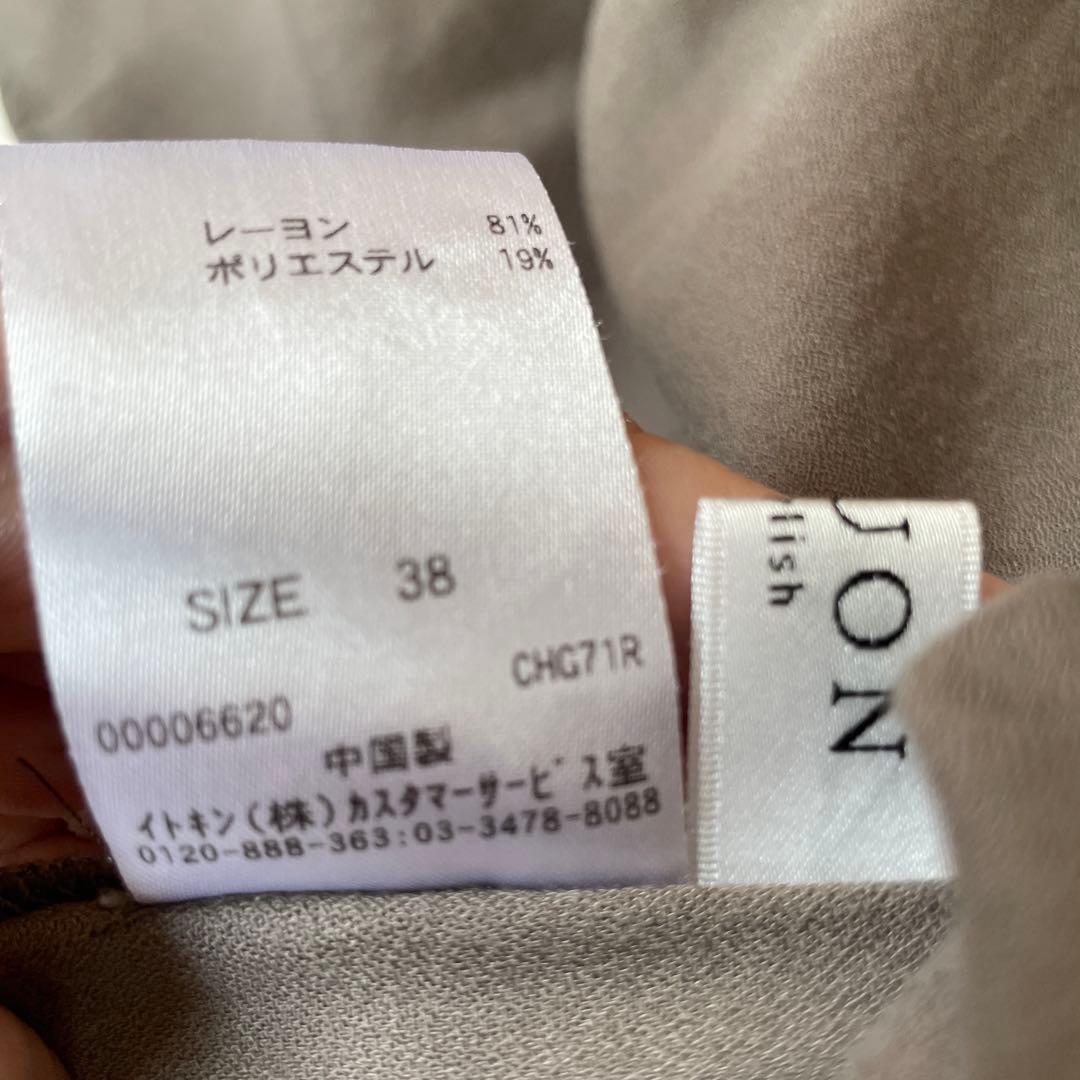 レーヨン 81%
ポリエステル 19%
SIZE 38
CHG71R
00006620
中国製
イトキン(株)カスタマーサービス室
0120-888-363:03-3478-8088
JON
lish